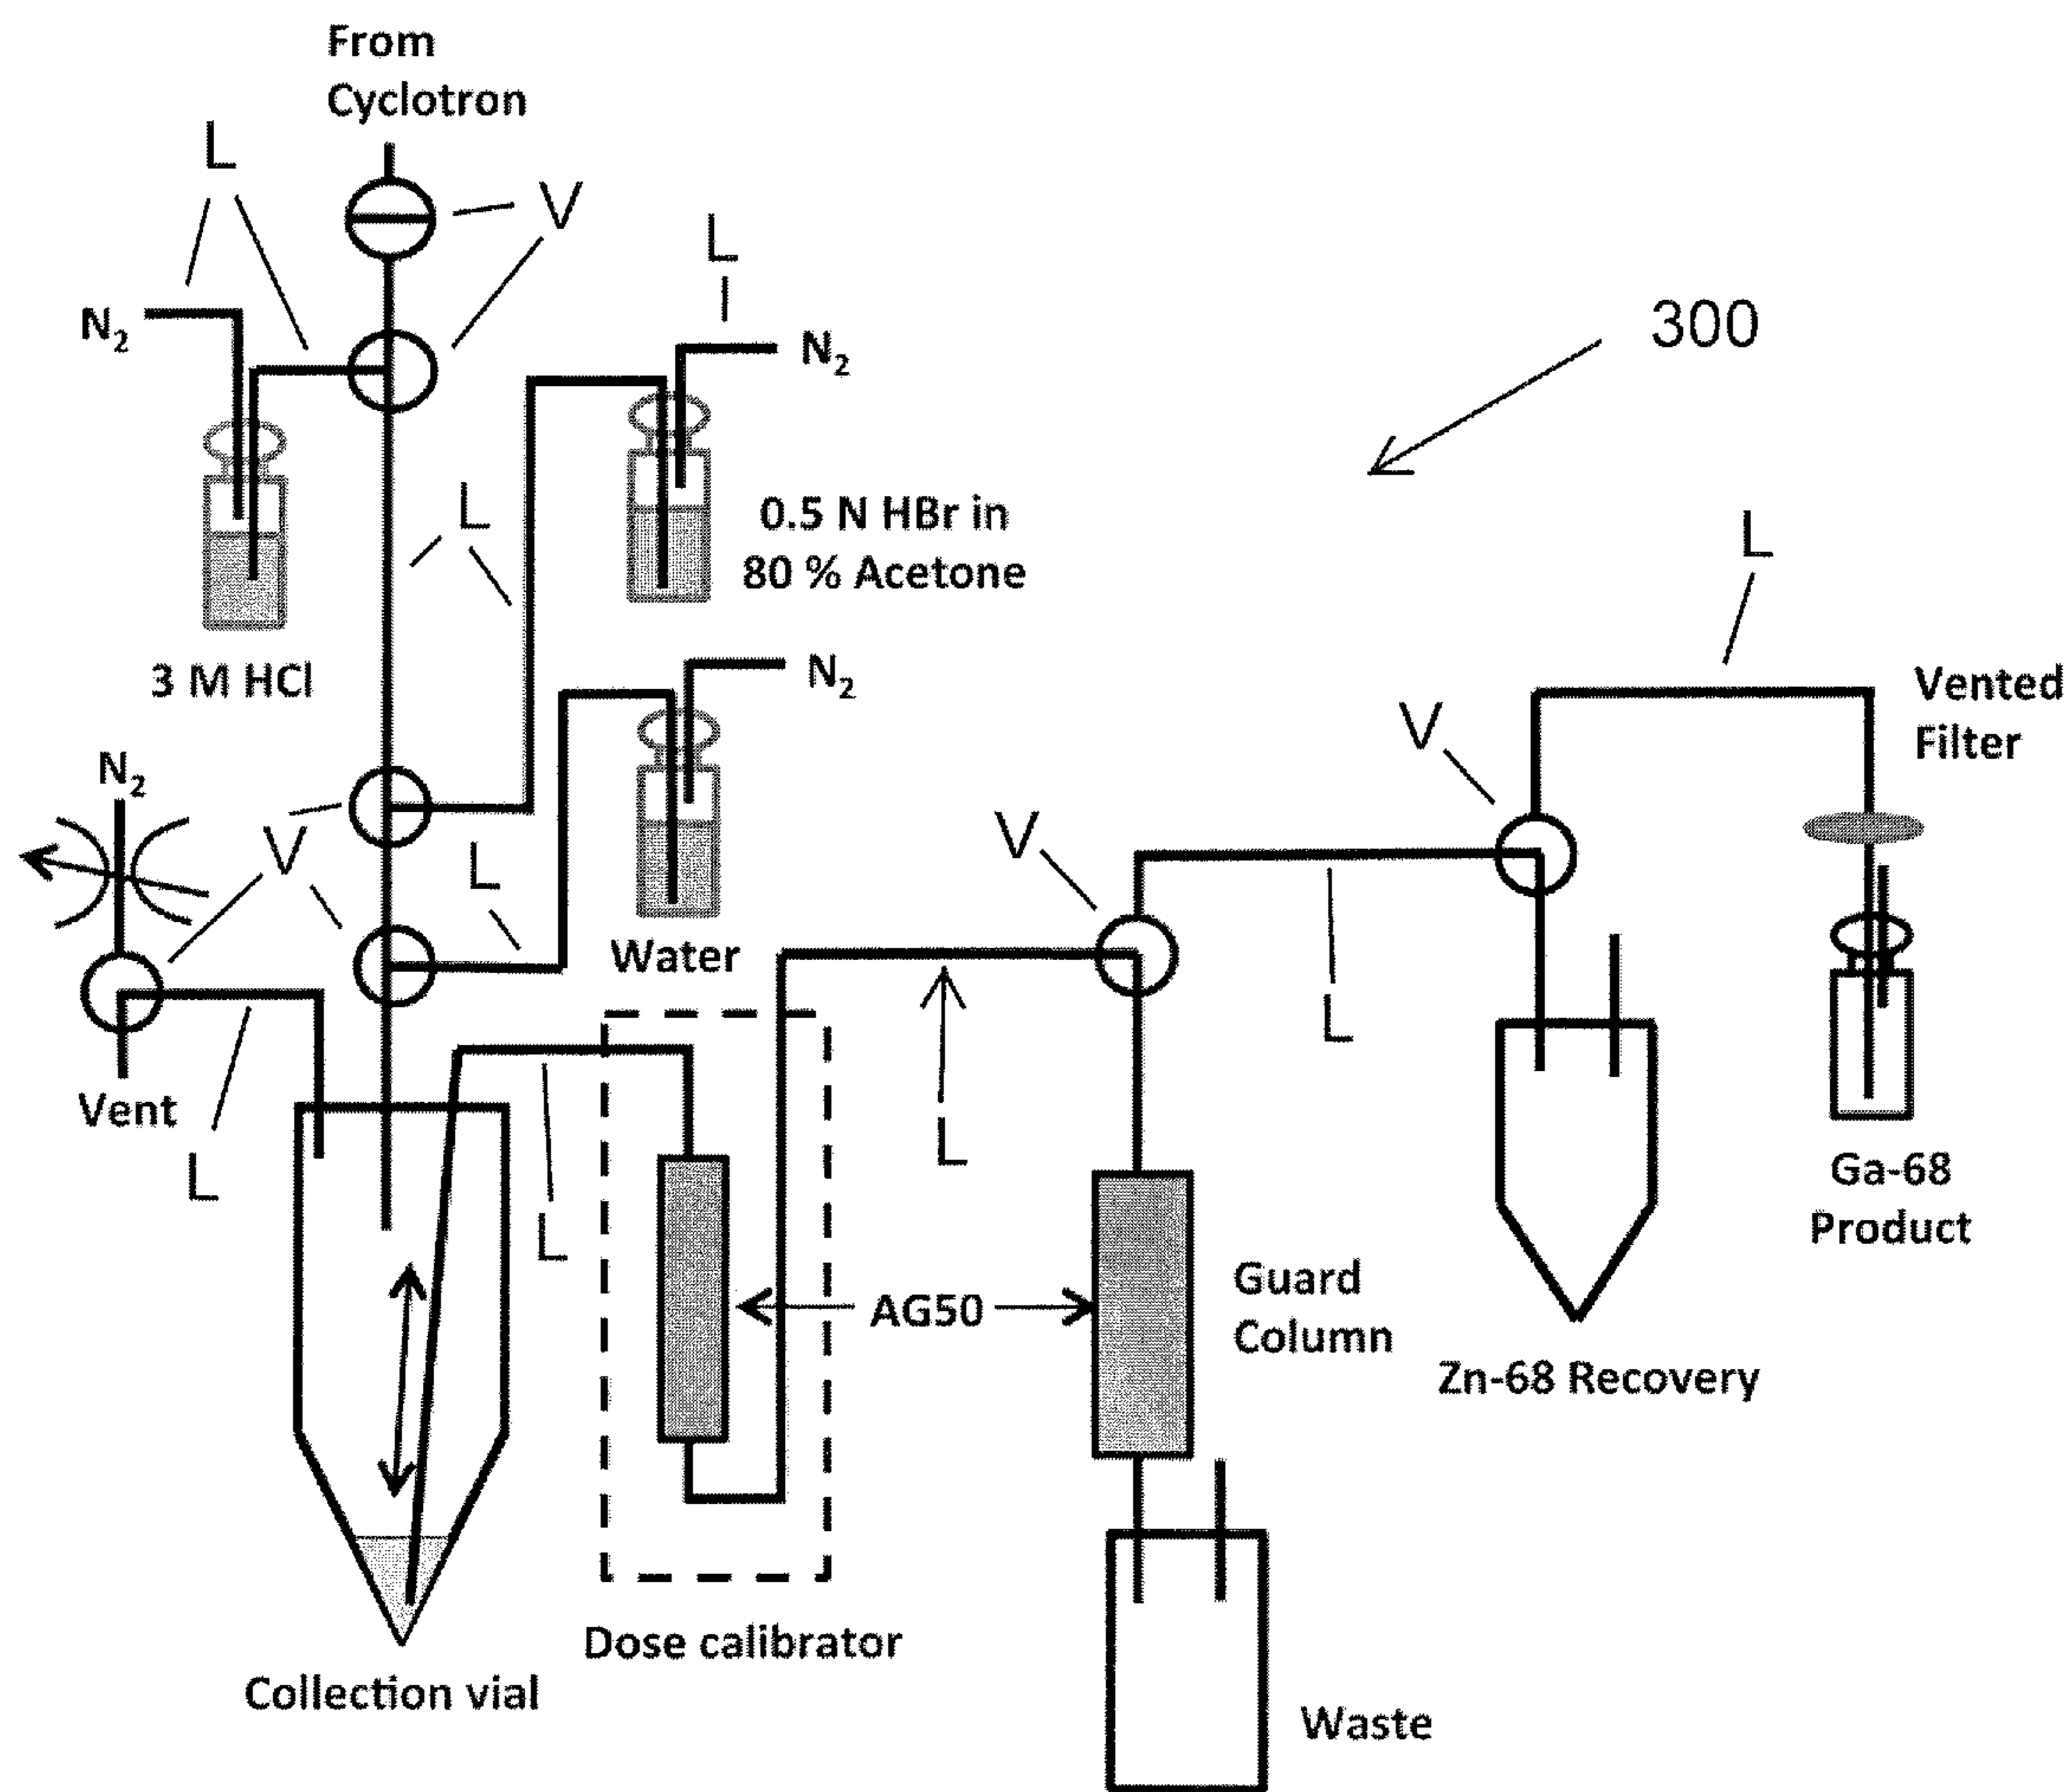 From
Cyclotron
L
V
L
N₂
N₂
300
L
0.5 N HBr in
80 % Acetone
L
3 M HCl
N₂
Vented
Filter
V
N₂
V
L
V
Water
L
Vent
L
L
L
Ga-68
Product
AG50
Guard
Column
Zn-68 Recovery
Dose calibrator
Collection vial
Waste